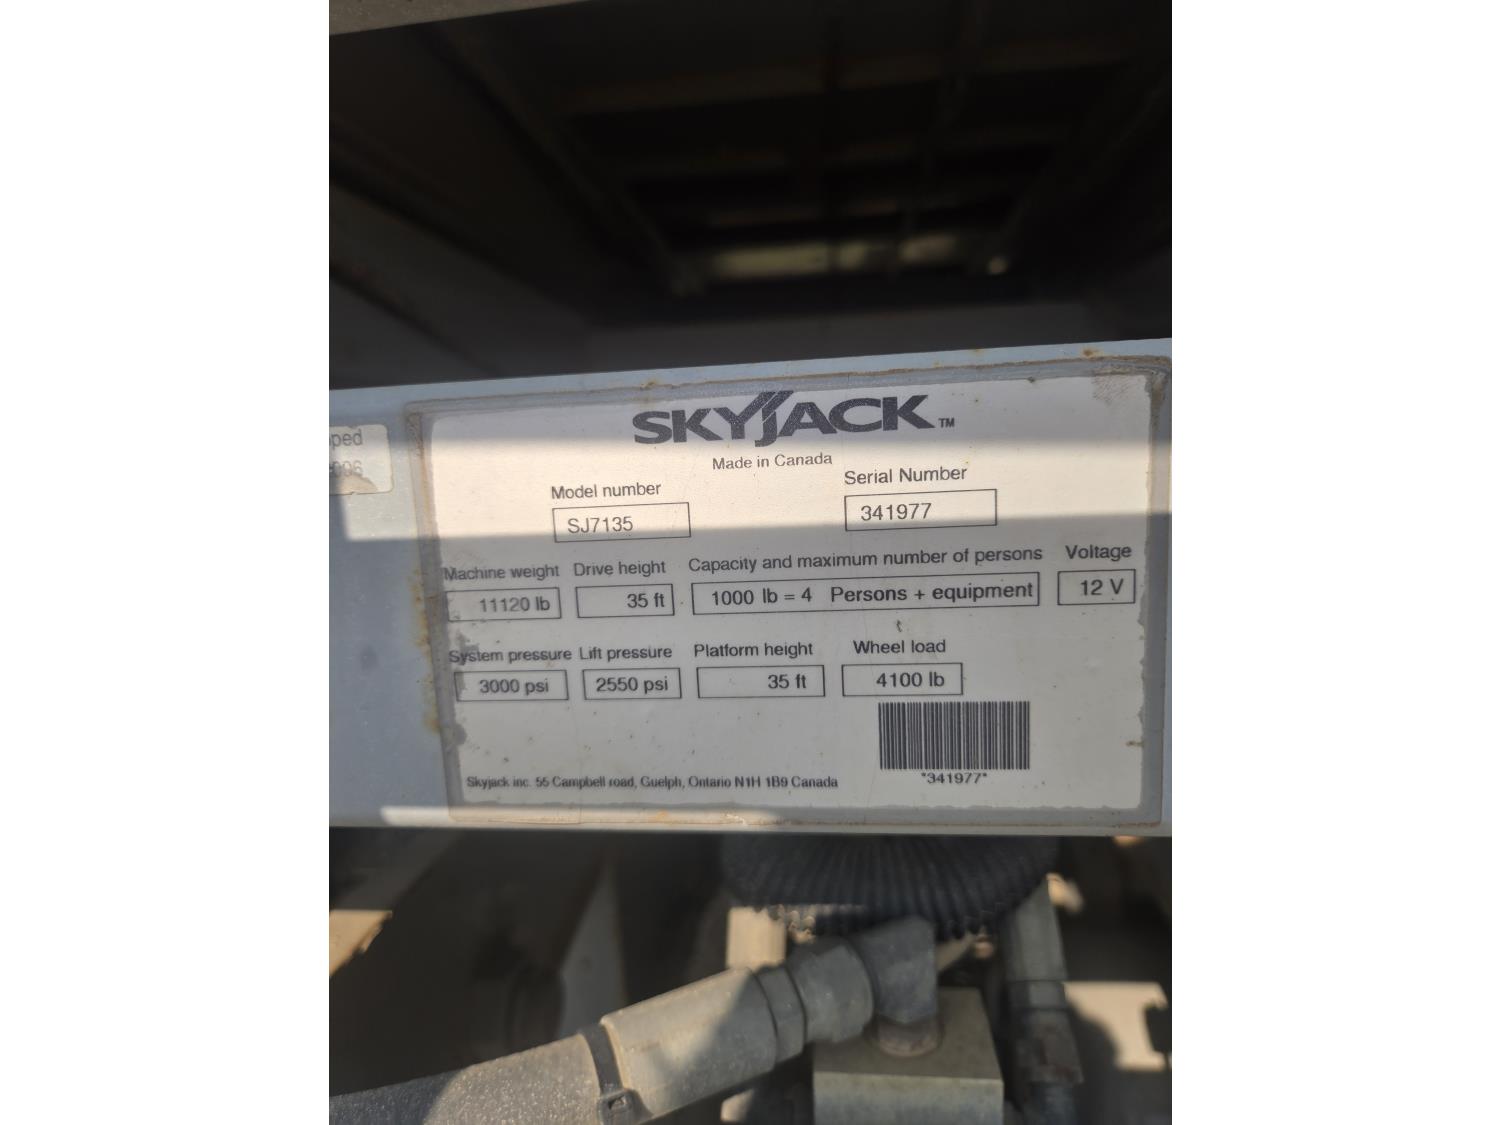 SKYJACK™
Made in Canada
Model number Serial Number
SJ7135 341977
Machine weight Drive height Capacity and maximum number of persons Voltage
11120 lb 35 ft 1000 lb = 4 Persons + equipment 12 V
System pressure Lift pressure Platform height Wheel load
3000 psi 2550 psi 35 ft 4100 lb
*341977*
Skyjack inc. 55 Campbell road, Guelph, Ontario N1H 1B9 Canada